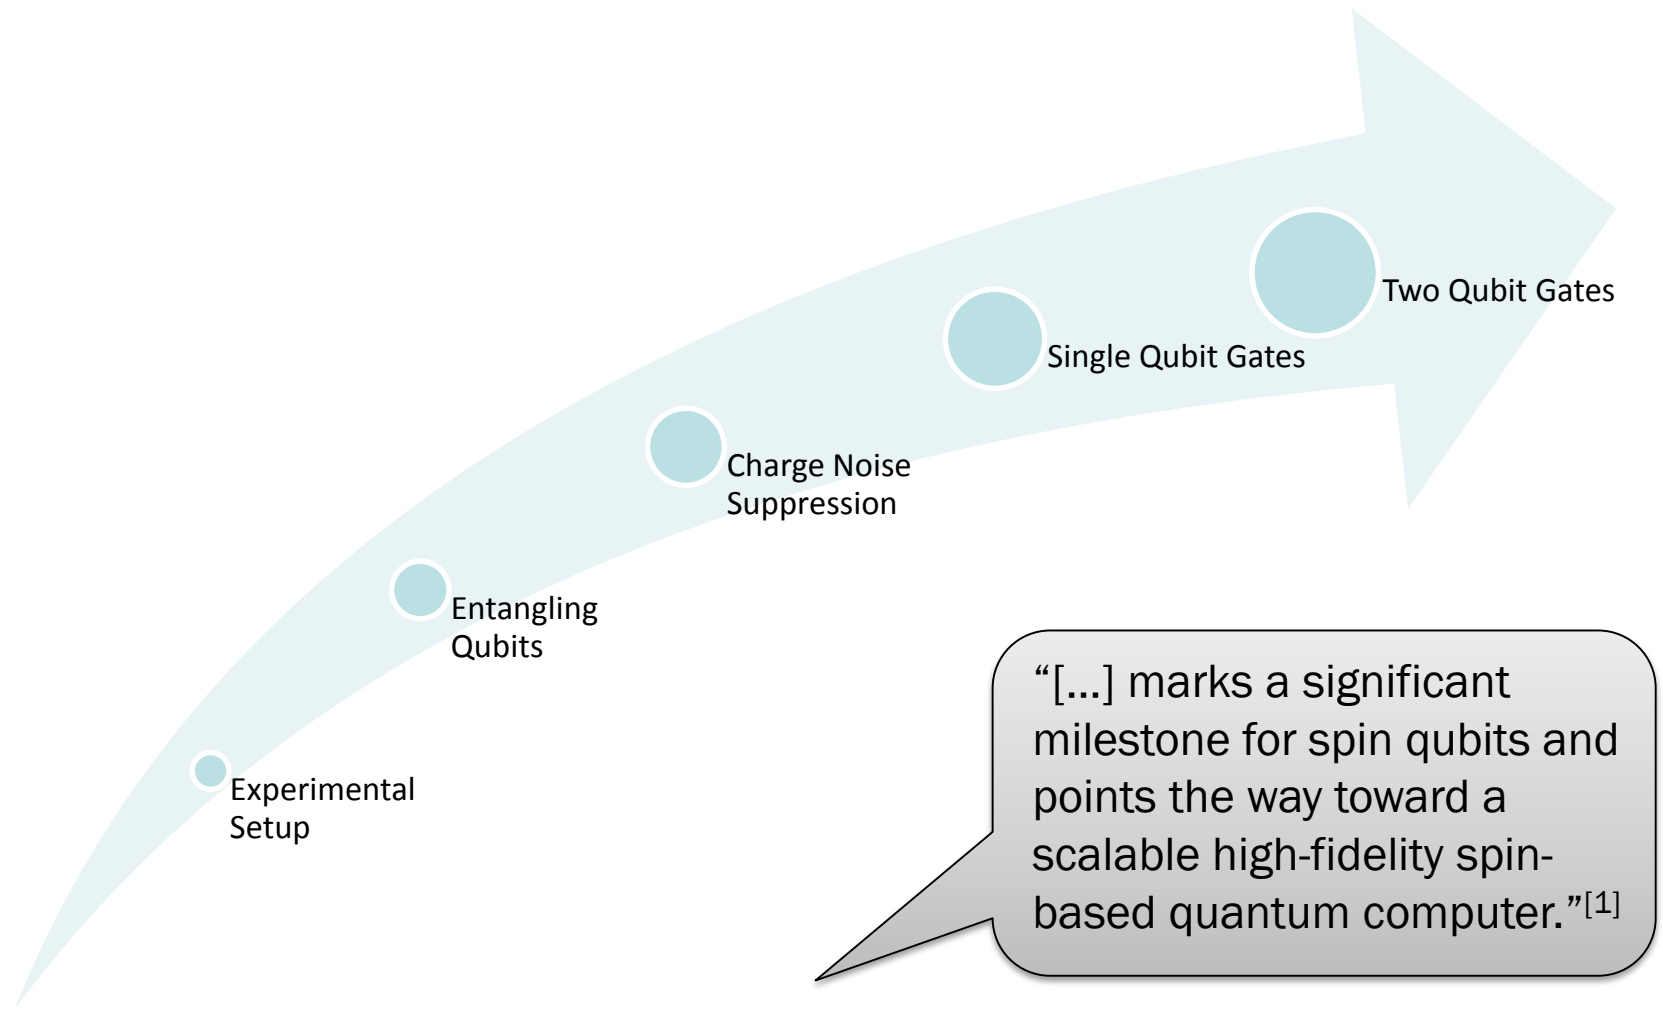 Two Qubit Gates
Single Qubit Gates
Charge Noise
Suppression
Entangling
Qubits
Experimental
Setup
“[...] marks a significant
milestone for spin qubits and
points the way toward a
scalable high-fidelity spin-
based quantum computer.”[1]